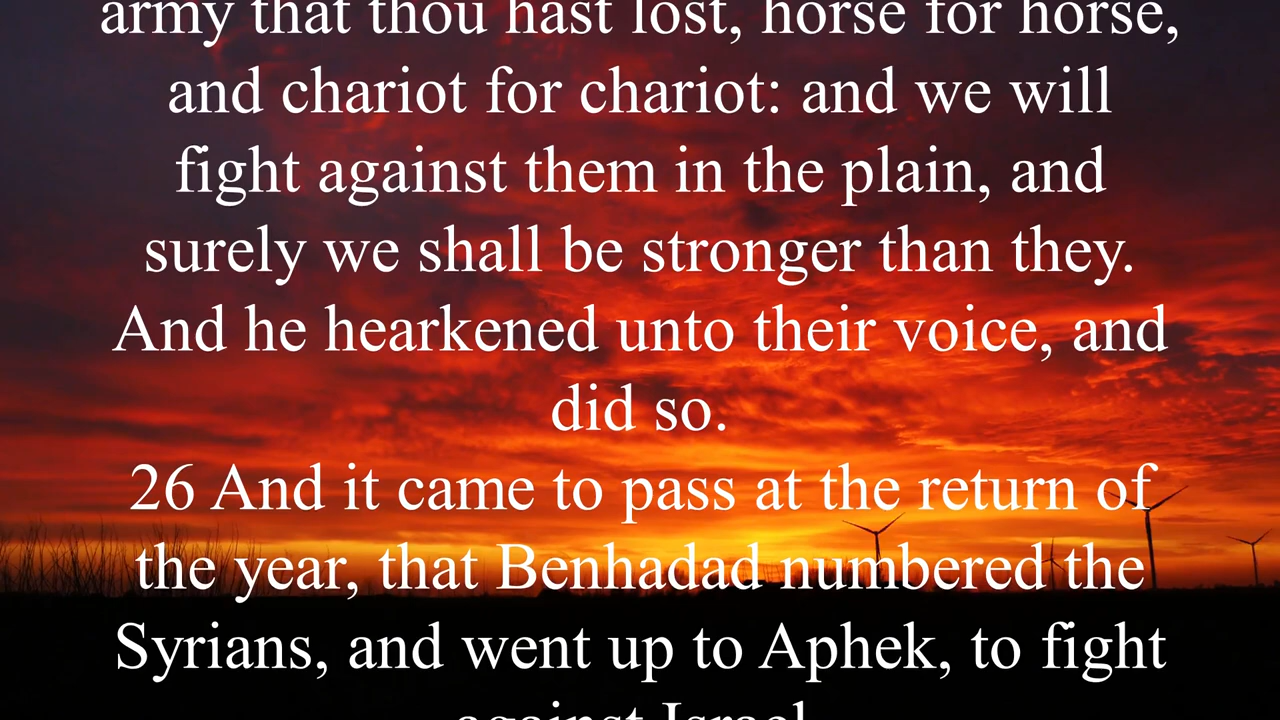 army that thou hast lost, horse for horse,
and chariot for chariot: and we will
fight against them in the plain, and
surely we shall be stronger than they.
And he hearkened unto their voice, and
did so.
26 And it came to pass at the return of
the year, that Benhadad numbered the
Syrians, and went up to Aphek, to fight
against Israel.